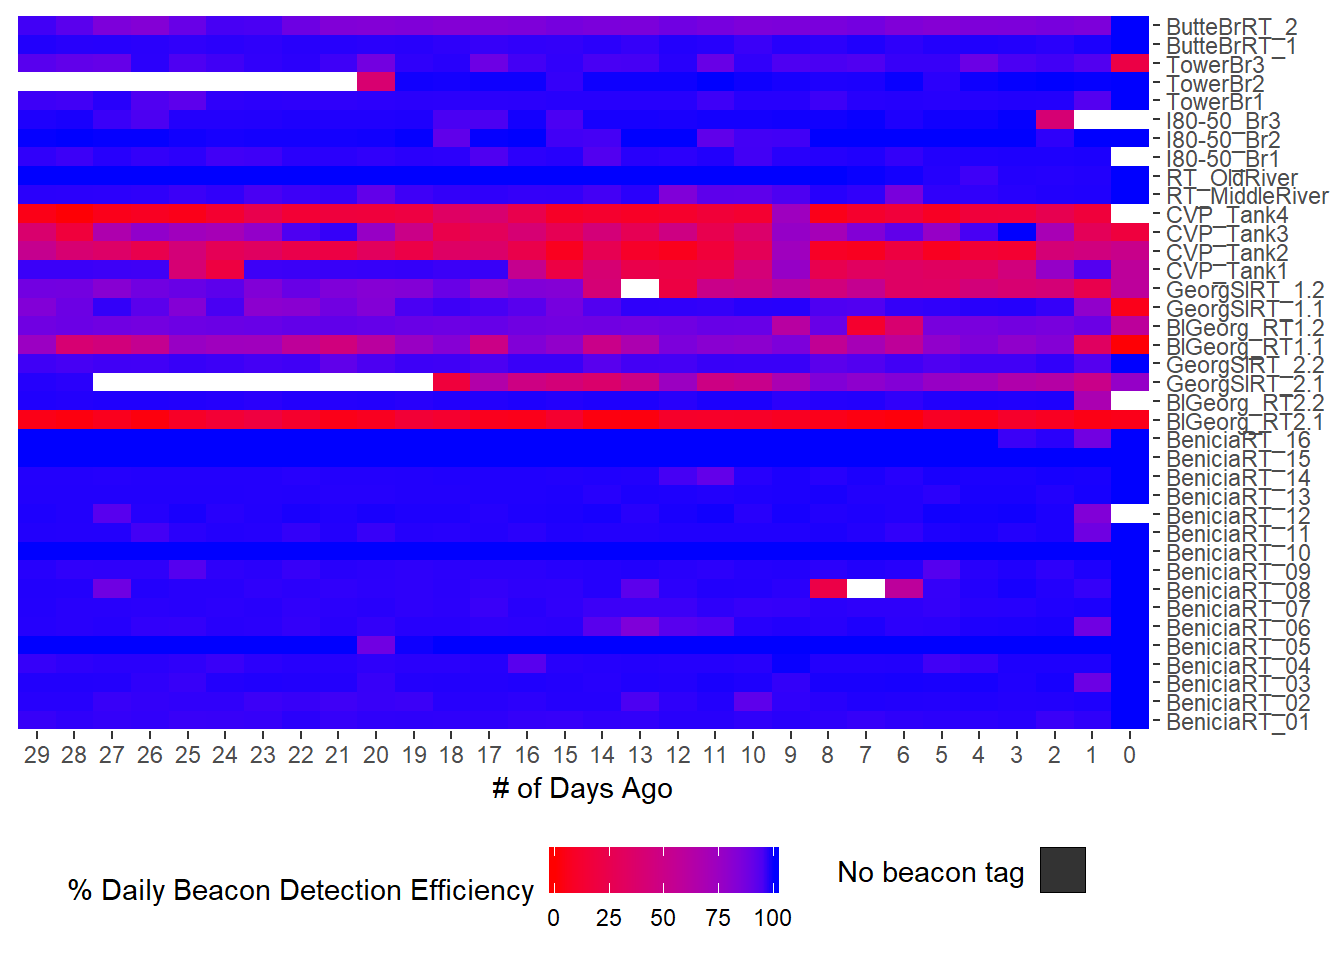 ButteBrRT_2
ButteBrRT_1
TowerBr3
TowerBr2
TowerBr1
I80-50_Br3
I80-50_Br2
I80-50_Br1
RT_OldRiver
RT_MiddleRiver
CVP_Tank4
CVP_Tank3
CVP_Tank2
CVP_Tank1
GeorgSlRT_1.2
GeorgSlRT_1.1
BlGeorg_RT1.2
BlGeorg_RT1.1
GeorgSlRT_2.2
GeorgSlRT_2.1
BlGeorg_RT2.2
BlGeorg_RT2.1
BeniciaRT_16
BeniciaRT_15
BeniciaRT_14
BeniciaRT_13
BeniciaRT_12
BeniciaRT_11
BeniciaRT_10
BeniciaRT_09
BeniciaRT_08
BeniciaRT_07
BeniciaRT_06
BeniciaRT_05
BeniciaRT_04
BeniciaRT_03
BeniciaRT_02
BeniciaRT_01
29 28 27 26 25 24 23 22 21 20 19 18 17 16 15 14 13 12 11 10 9 8 7 6 5 4 3 2 1 0
# of Days Ago
% Daily Beacon Detection Efficiency
0 25 50 75 100
No beacon tag